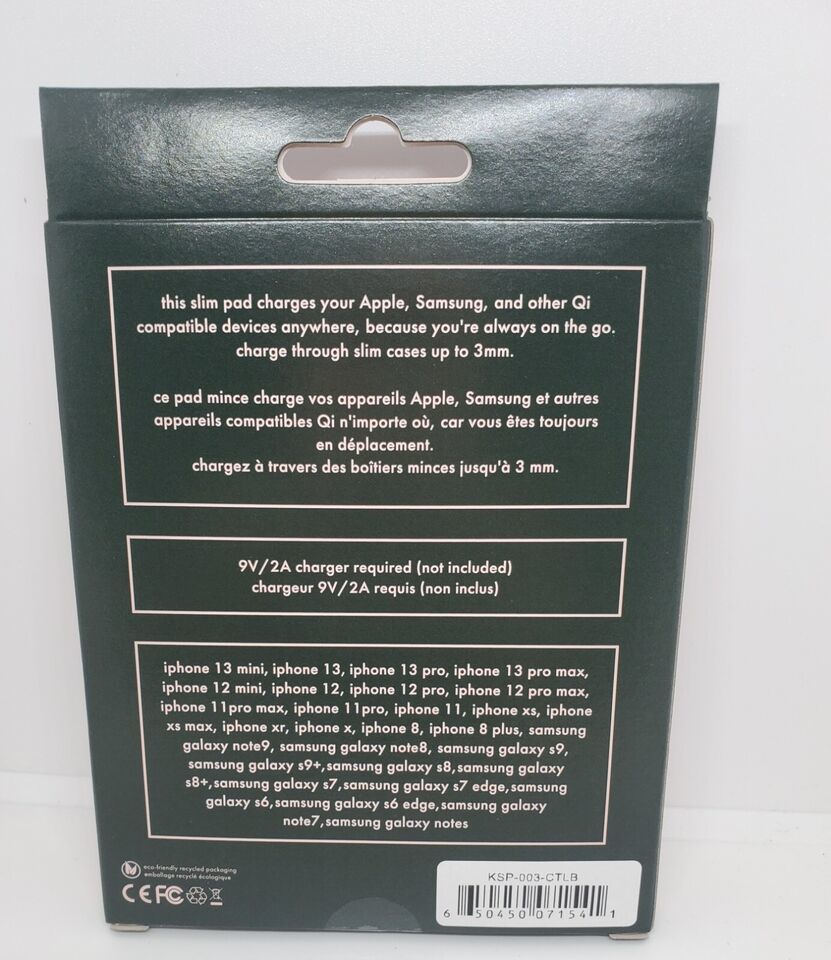 this slim pad charges your Apple, Samsung, and other Qi
compatible devices anywhere, because you're always on the go.
charge through slim cases up to 3mm.
ce pad mince charge vos appareils Apple, Samsung et autres
appareils compatibles Qi n'importe où, car vous êtes toujours
en déplacement.
chargez à travers des boîtiers minces jusqu'à 3 mm.
9V/2A charger required (not included)
chargeur 9V/2A requis (non inclus)
iphone 13 mini, iphone 13, iphone 13 pro, iphone 13 pro max,
iphone 12 mini, iphone 12, iphone 12 pro, iphone 12 pro max,
iphone 11pro max, iphone 11pro, iphone 11, iphone xs, iphone
xs max, iphone xr, iphone x, iphone 8, iphone 8 plus, samsung
galaxy note9, samsung galaxy note8, samsung galaxy s9,
samsung galaxy s9+,samsung galaxy s8,samsung galaxy
s8+,samsung galaxy s7,samsung galaxy s7 edge,samsung
galaxy s6,samsung galaxy s6 edge,samsung galaxy
note7,samsung galaxy notes
eco-friendly recycled packaging
emballage recyclé écologique
CE FC
KSP-003-CTLB
6 50450 07154 1